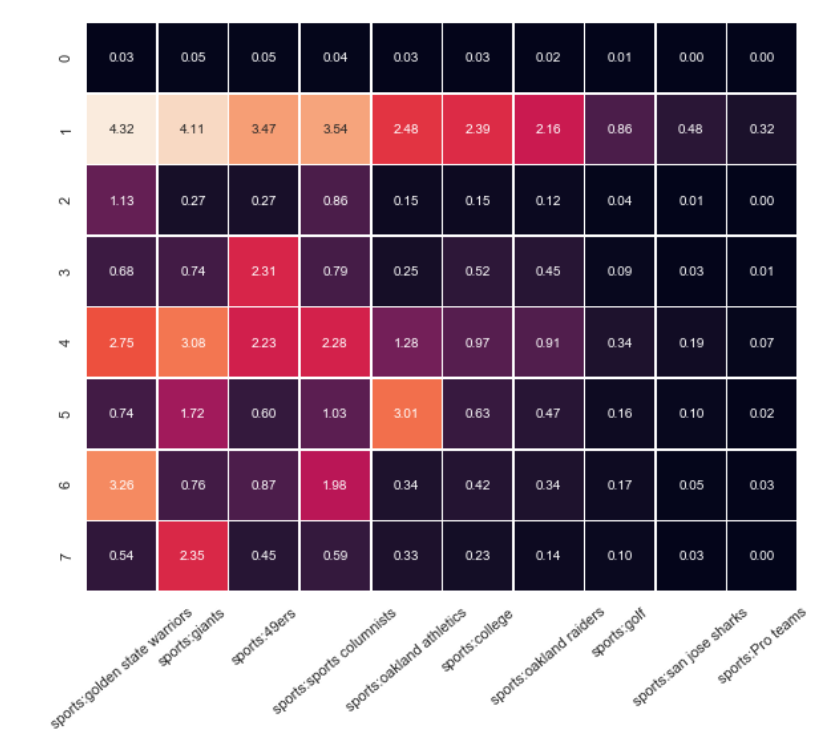 0 0.03 0.05 0.05 0.04 0.03 0.03 0.02 0.01 0.00 0.00
1 4.32 4.11 3.47 3.54 2.48 2.39 2.16 0.86 0.48 0.32
2 1.13 0.27 0.27 0.86 0.15 0.15 0.12 0.04 0.01 0.00
3 0.68 0.74 2.31 0.79 0.25 0.52 0.45 0.09 0.03 0.01
4 2.75 3.08 2.23 2.28 1.28 0.97 0.91 0.34 0.19 0.07
5 0.74 1.72 0.60 1.03 3.01 0.63 0.47 0.16 0.10 0.02
6 3.26 0.76 0.87 1.98 0.34 0.42 0.34 0.17 0.05 0.03
7 0.54 2.35 0.45 0.59 0.33 0.23 0.14 0.10 0.03 0.00
sports:golden state warriors
sports:giants
sports:49ers
sports:sports columnists
sports:oakland athletics
sports:college
sports:oakland raiders
sports:golf
sports:san jose sharks
sports:Pro teams